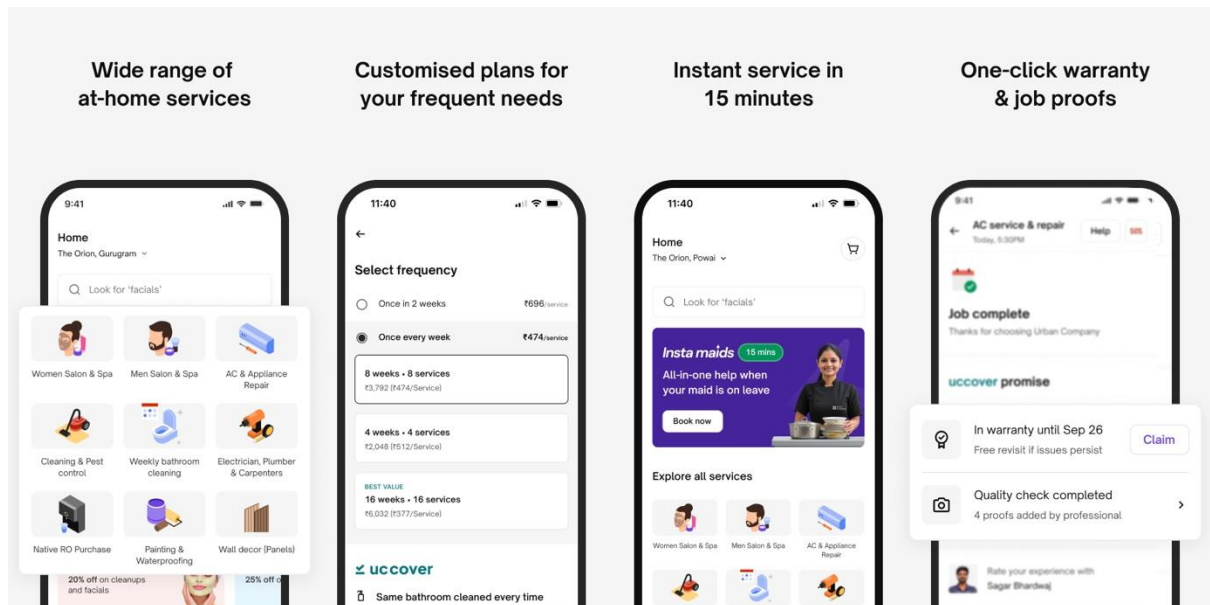 Wide range of
at-home services
9:41
Home
The Orion, Gurugram
Look for 'facials'
Women Salon & Spa
Men Salon & Spa
AC & Appliance
Repair
Cleaning & Pest
control
Weekly bathroom
cleaning
Electrician, Plumber
& Carpenters
Native RO Purchase
Painting &
Waterproofing
Wall decor (Panels)
20% off on cleanups
and facials
25% off
Customised plans for
your frequent needs
11:40
Select frequency
Once in 2 weeks
₹696/service
Once every week
₹474/service
8 weeks • 8 services
₹3,792 (₹474/Service)
4 weeks • 4 services
₹2,048 (₹512/Service)
BEST VALUE
16 weeks • 16 services
₹6,032 (₹377/Service)
uccover
Same bathroom cleaned every time
Instant service in
15 minutes
11:40
Home
The Orion, Powai
Look for 'facials'
Insta maids
15 mins
All-in-one help when
your maid is on leave
Book now
Explore all services
Women Salon & Spa
Men Salon & Spa
AC & Appliance
Repair
One-click warranty
& job proofs
9:41
AC service & repair
Today, 5:30PM
Help
SOS
Job complete
Thanks for choosing Urban Company
uccover promise
In warranty until Sep 26
Free revisit if issues persist
Claim
Quality check completed
4 proofs added by professional
Rate your experience with
Sagar Bhardwaj